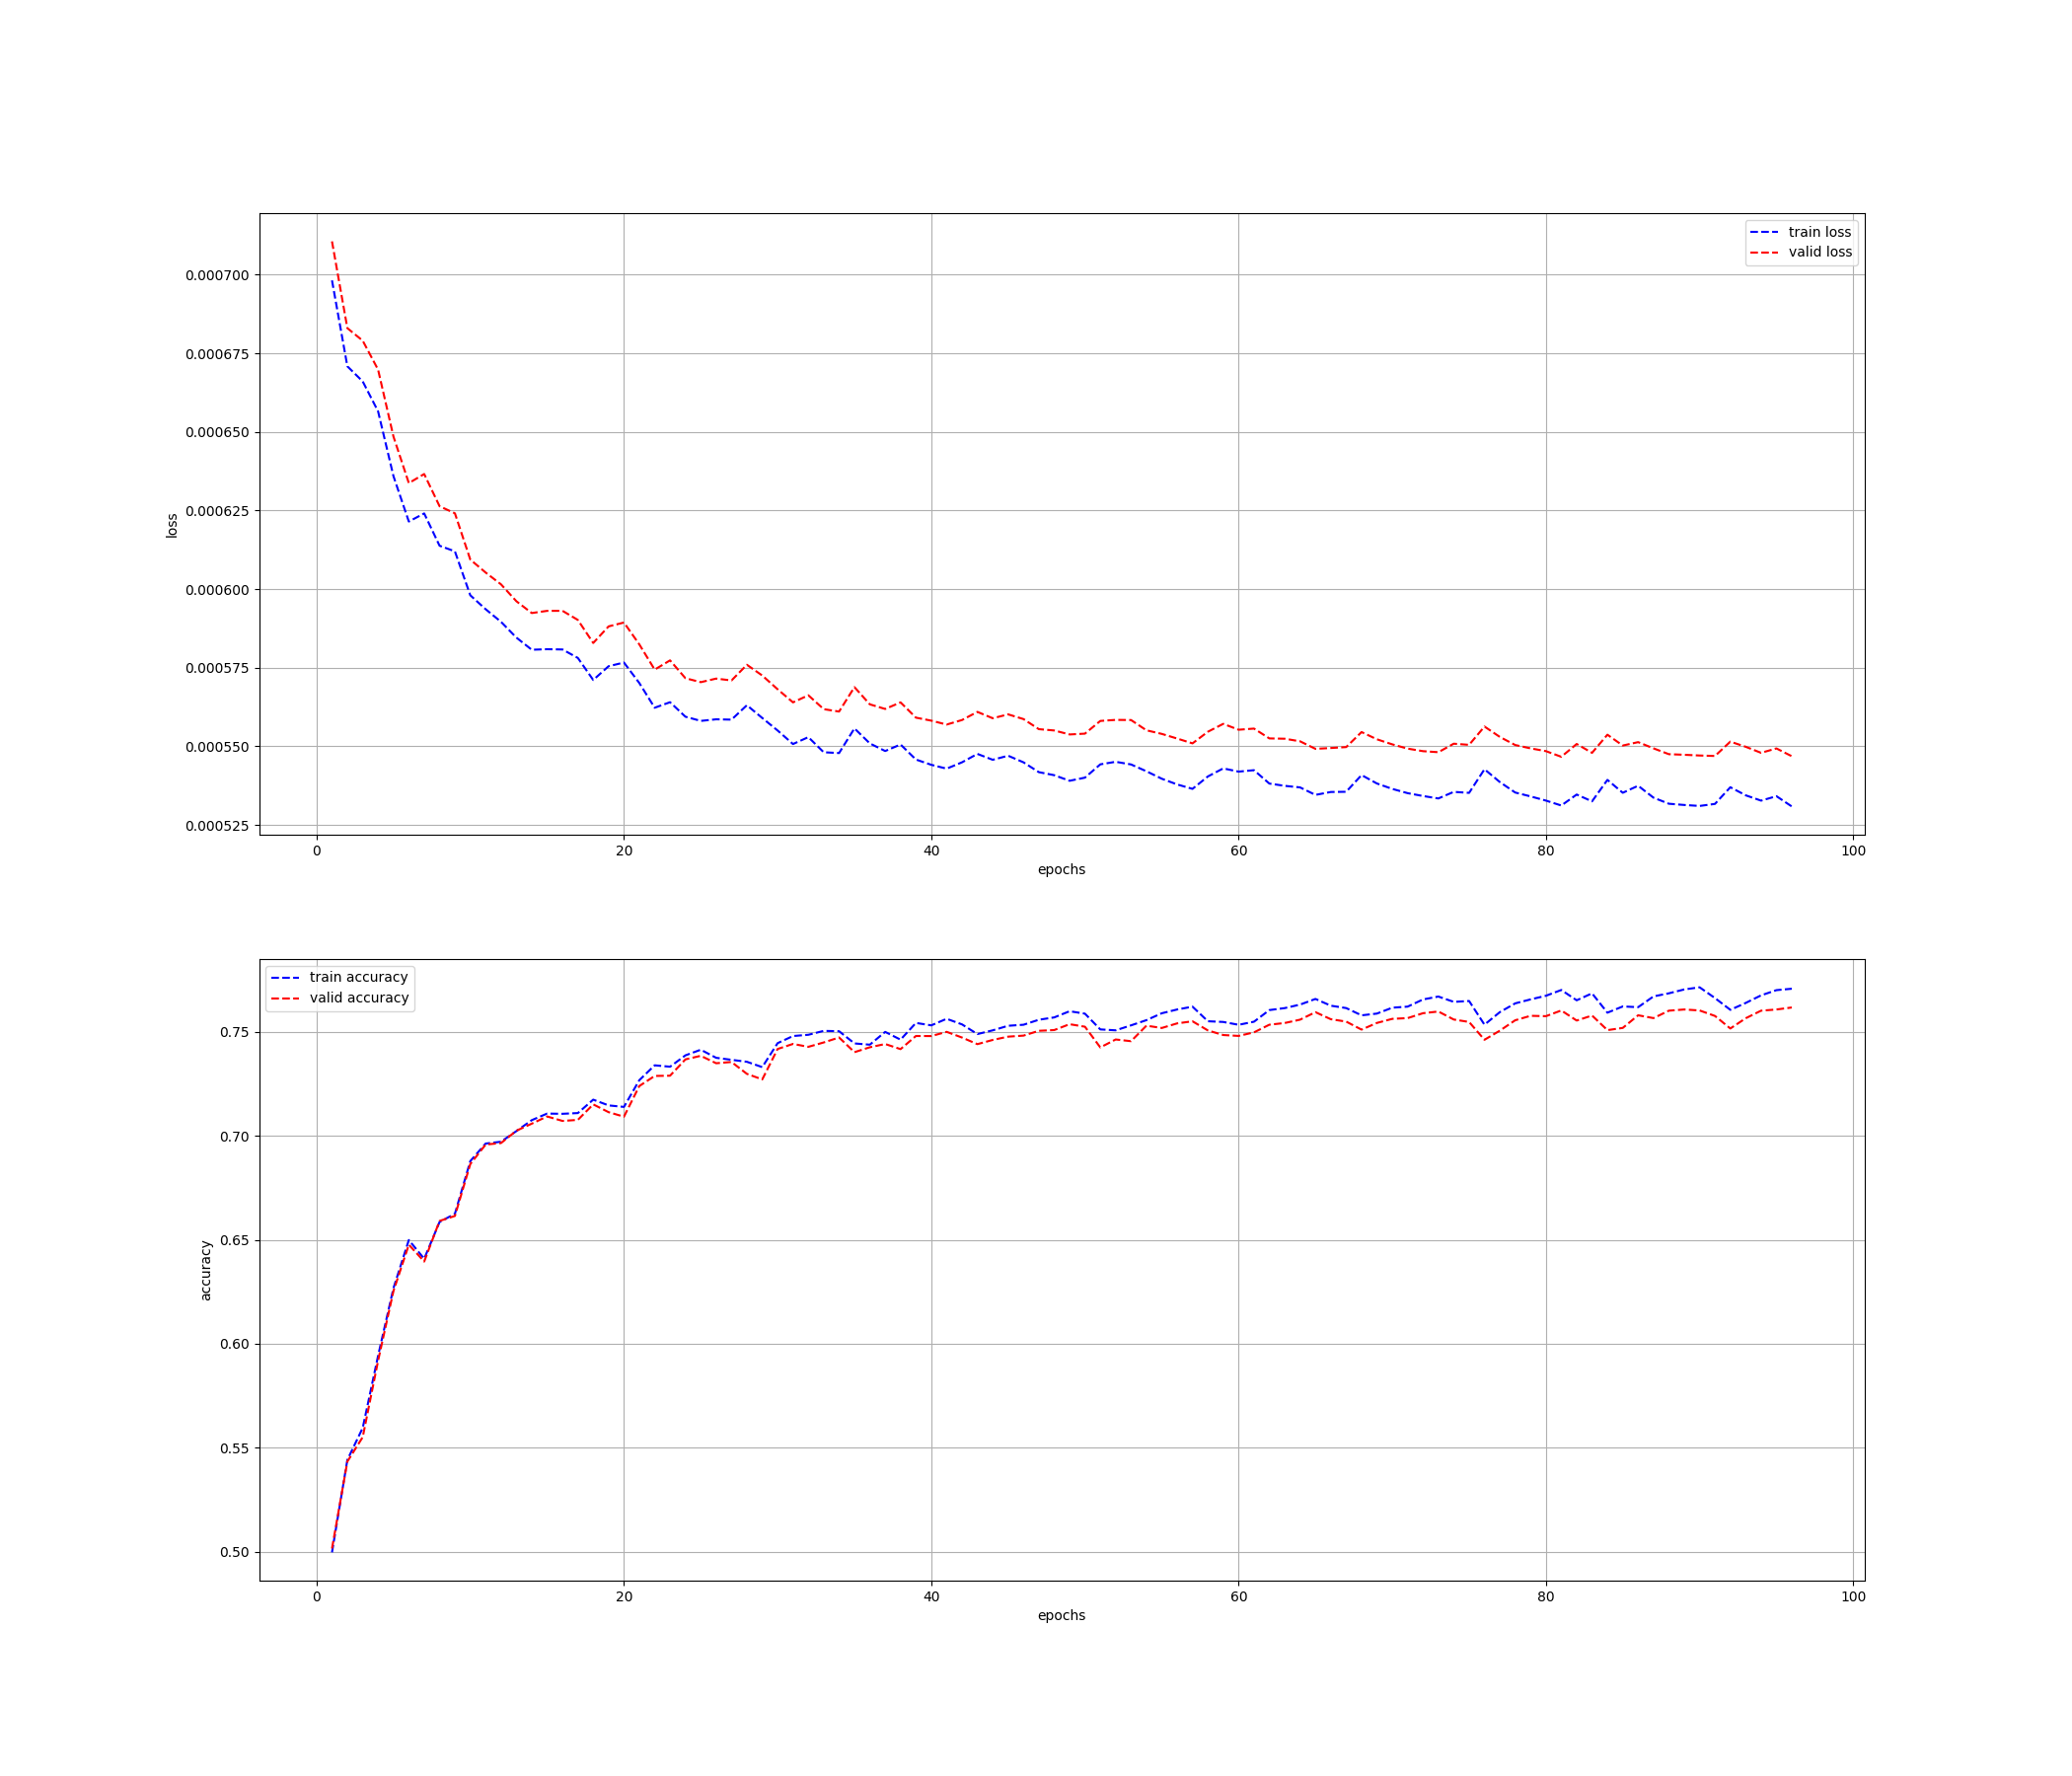 train loss
valid loss
0.000700
0.000675
0.000650
0.000625
0.000600
0.000575
0.000550
0.000525
loss
0 20 40 60 80 100
epochs
train accuracy
valid accuracy
0.75
0.70
0.65
0.60
0.55
0.50
accuracy
0 20 40 60 80 100
epochs